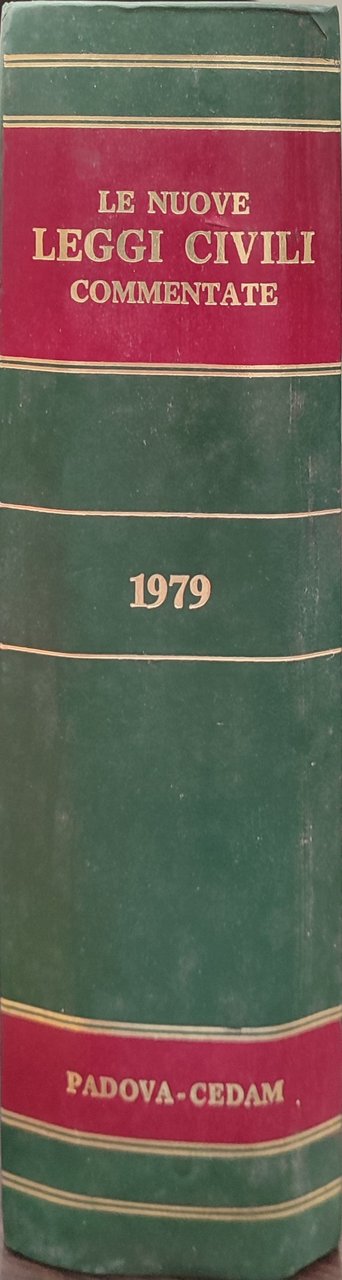 LE NUOVE
LEGGI CIVILI
COMMENTATE
1979
PADOVA-CEDAM